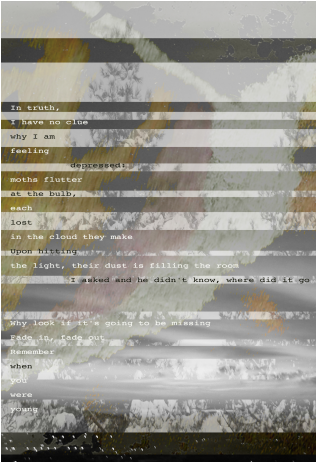 In truth,
I have no clue
why I am
feeling
depressed:
moths flutter
at the bulb,
each
lost
in the cloud they make
Upon hitting
the light, their dust is filling the room
I asked and he didn't know, where did it go
Why look if it's going to be missing
Fade in, fade out
Remember
when
you
were
young